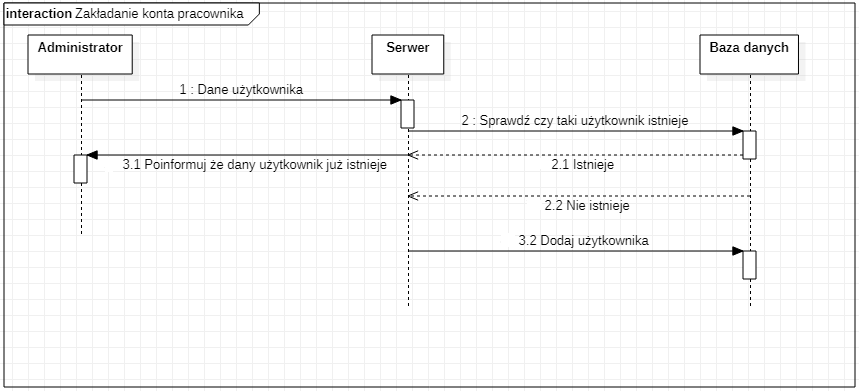 interaction Zakładanie konta pracownika
Administrator
Serwer
Baza danych
1 : Dane użytkownika
2 : Sprawdź czy taki użytkownik istnieje
3.1 Poinformuj że dany użytkownik już istnieje
2.1 Istnieje
2.2 Nie istnieje
3.2 Dodaj użytkownika